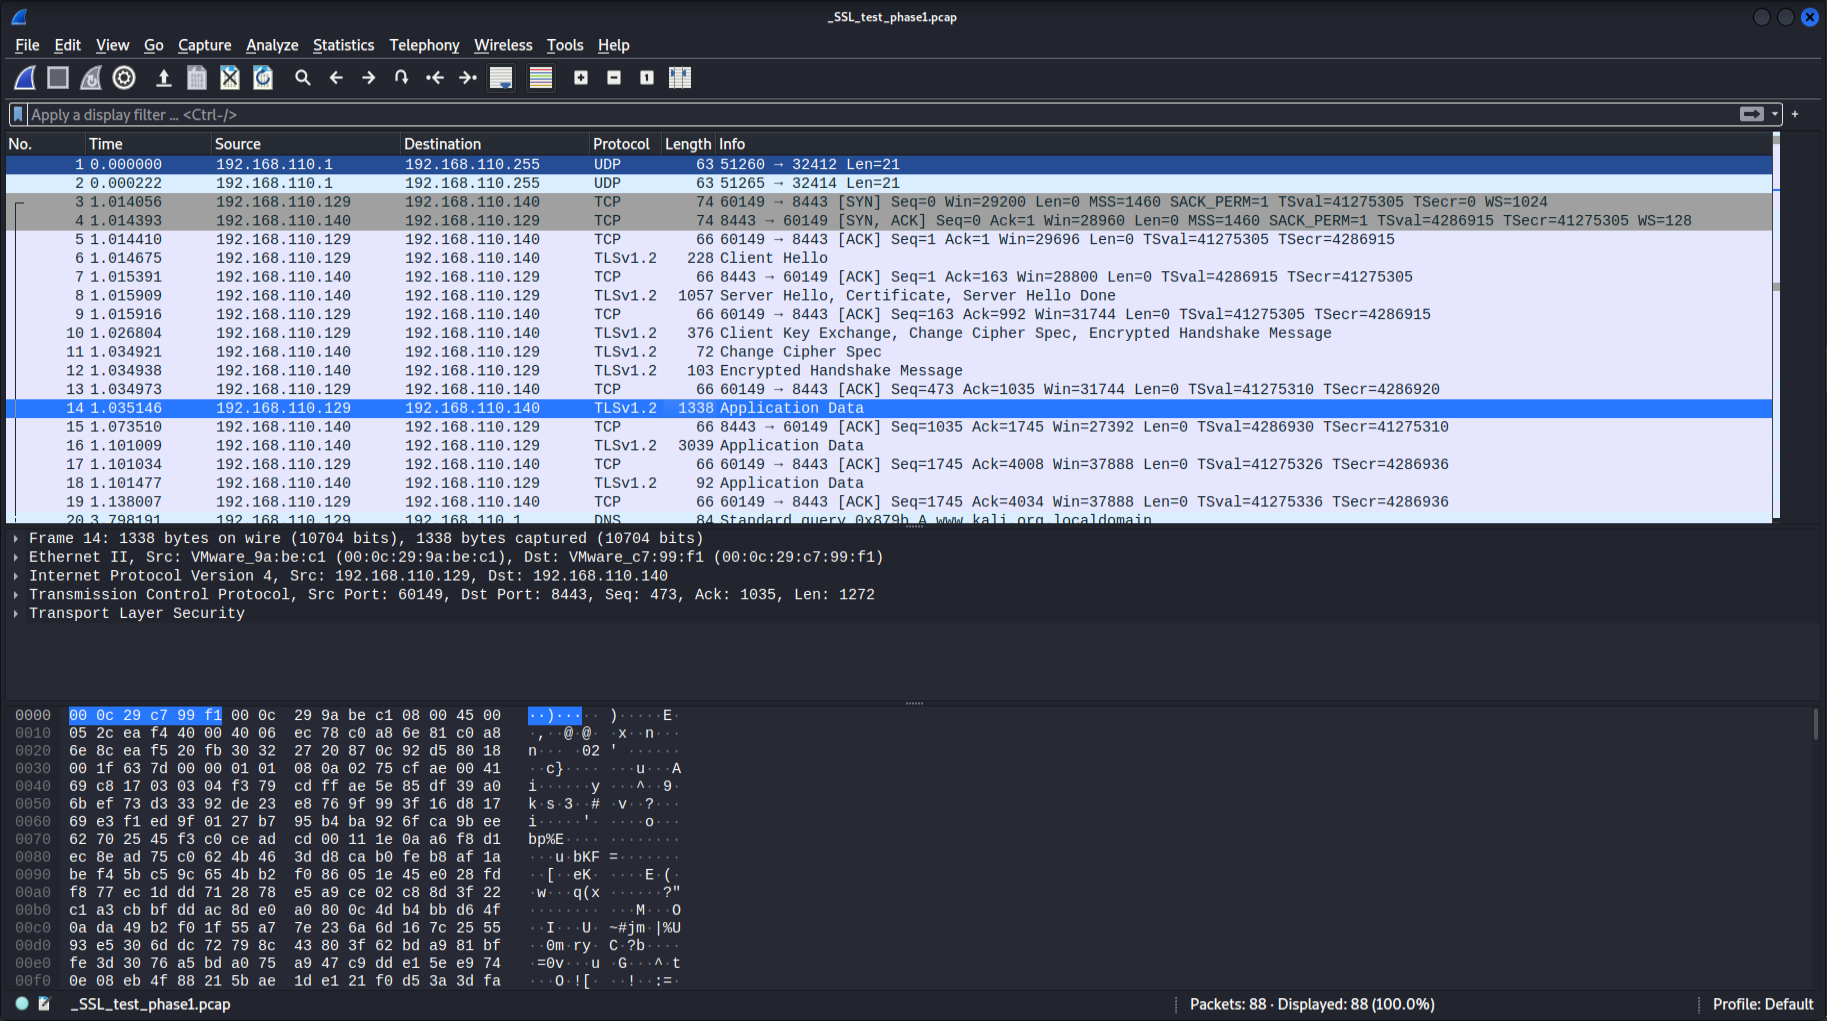 _SSL_test_phase1.pcap
File Edit View Go Capture Analyze Statistics Telephony Wireless Tools Help
Apply a display filter … <Ctrl-/>
No. Time Source Destination Protocol Length Info
1 0.000000 192.168.110.1 192.168.110.255 UDP 63 51260 → 32412 Len=21
2 0.000222 192.168.110.1 192.168.110.255 UDP 63 51265 → 32414 Len=21
3 1.014056 192.168.110.129 192.168.110.140 TCP 74 60149 → 8443 [SYN] Seq=0 Win=29200 Len=0 MSS=1460 SACK_PERM=1 TSval=41275305 TSecr=0 WS=1024
4 1.014393 192.168.110.140 192.168.110.129 TCP 74 8443 → 60149 [SYN, ACK] Seq=0 Ack=1 Win=28960 Len=0 MSS=1460 SACK_PERM=1 TSval=4286915 TSecr=41275305 WS=128
5 1.014410 192.168.110.129 192.168.110.140 TCP 66 60149 → 8443 [ACK] Seq=1 Ack=1 Win=29696 Len=0 TSval=41275305 TSecr=4286915
6 1.014675 192.168.110.129 192.168.110.140 TLSv1.2 228 Client Hello
7 1.015391 192.168.110.140 192.168.110.129 TCP 66 8443 → 60149 [ACK] Seq=1 Ack=163 Win=28800 Len=0 TSval=4286915 TSecr=41275305
8 1.015909 192.168.110.140 192.168.110.129 TLSv1.2 1057 Server Hello, Certificate, Server Hello Done
9 1.015916 192.168.110.129 192.168.110.140 TCP 66 60149 → 8443 [ACK] Seq=163 Ack=992 Win=31744 Len=0 TSval=41275305 TSecr=4286915
10 1.026804 192.168.110.129 192.168.110.140 TLSv1.2 376 Client Key Exchange, Change Cipher Spec, Encrypted Handshake Message
11 1.034921 192.168.110.140 192.168.110.129 TLSv1.2 72 Change Cipher Spec
12 1.034938 192.168.110.140 192.168.110.129 TLSv1.2 103 Encrypted Handshake Message
13 1.034973 192.168.110.129 192.168.110.140 TCP 66 60149 → 8443 [ACK] Seq=473 Ack=1035 Win=31744 Len=0 TSval=41275310 TSecr=4286920
14 1.035146 192.168.110.129 192.168.110.140 TLSv1.2 1338 Application Data
15 1.073510 192.168.110.140 192.168.110.129 TCP 66 8443 → 60149 [ACK] Seq=1035 Ack=1745 Win=27392 Len=0 TSval=4286930 TSecr=41275310
16 1.101009 192.168.110.140 192.168.110.129 TLSv1.2 3039 Application Data
17 1.101034 192.168.110.129 192.168.110.140 TCP 66 60149 → 8443 [ACK] Seq=1745 Ack=4008 Win=37888 Len=0 TSval=41275326 TSecr=4286936
18 1.101477 192.168.110.140 192.168.110.129 TLSv1.2 92 Application Data
19 1.138007 192.168.110.129 192.168.110.140 TCP 66 60149 → 8443 [ACK] Seq=1745 Ack=4034 Win=37888 Len=0 TSval=41275336 TSecr=4286936
20 3.798191 192.168.110.129 192.168.110.1 DNS 84 Standard query 0x879b A www.kali.org.localdomain
Frame 14: 1338 bytes on wire (10704 bits), 1338 bytes captured (10704 bits)
Ethernet II, Src: VMware_9a:be:c1 (00:0c:29:9a:be:c1), Dst: VMware_c7:99:f1 (00:0c:29:c7:99:f1)
Internet Protocol Version 4, Src: 192.168.110.129, Dst: 192.168.110.140
Transmission Control Protocol, Src Port: 60149, Dst Port: 8443, Seq: 473, Ack: 1035, Len: 1272
Transport Layer Security
0000 00 0c 29 c7 99 f1 00 0c 29 9a be c1 08 00 45 00 ··)····· )·····E·
0010 05 2c ea f4 40 00 40 06 ec 78 c0 a8 6e 81 c0 a8 ·,··@·@· ·x··n···
0020 6e 8c ea f5 20 fb 30 32 27 20 87 0c 92 d5 80 18 n··· ·02 ' ······
0030 00 1f 63 7d 00 00 01 01 08 0a 02 75 cf ae 00 41 ··c}···· ···u···A
0040 69 c8 17 03 03 04 f3 79 cd ff ae 5e 85 df 39 a0 i······y ···^··9·
0050 6b ef 73 d3 33 92 de 23 e8 76 9f 99 3f 16 d8 17 k·s·3··# ·v··?···
0060 69 e3 f1 ed 9f 01 27 b7 95 b4 ba 92 6f ca 9b ee i·····'· ····o···
0070 62 70 25 45 f3 c0 ce ad cd 00 11 1e 0a a6 f8 d1 bp%E···· ········
0080 ec 8e ad 75 c0 62 4b 46 3d d8 ca b0 fe b8 af 1a ···u·bKF =·······
0090 be f4 5b c5 9c 65 4b b2 f0 86 05 1e 45 e0 28 fd ··[··eK· ····E·(·
00a0 f8 77 ec 1d dd 71 28 78 e5 a9 ce 02 c8 8d 3f 22 ·w···q(x ······?"
00b0 c1 a3 cb bf dd ac 8d e0 a0 80 0c 4d b4 bb d6 4f ········ ···M···O
00c0 0a da 49 b2 f0 1f 55 a7 7e 23 6a 6d 16 7c 25 55 ··I···U· ~#jm·|%U
00d0 93 e5 30 6d dc 72 79 8c 43 80 3f 62 bd a9 81 bf ··0m·ry· C·?b····
00e0 fe 3d 30 76 a5 bd a0 75 a9 47 c9 dd e1 5e e9 74 ·=0v···u ·G···^·t
00f0 0e 08 eb 4f 88 21 5b ae 1d e1 21 f0 d5 3a 3d fa ···O·![· ··!··:=·
_SSL_test_phase1.pcap Packets: 88 · Displayed: 88 (100.0%) Profile: Default